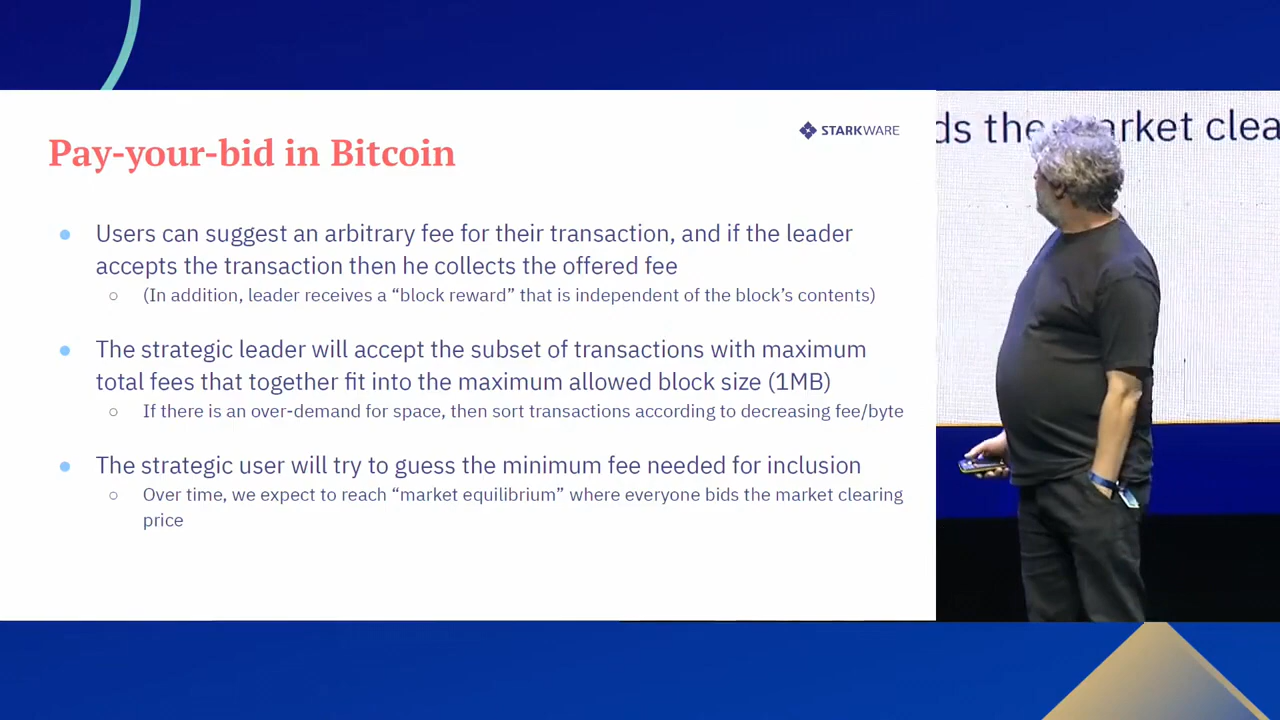 STARKWARE
Pay-your-bid in Bitcoin
● Users can suggest an arbitrary fee for their transaction, and if the leader
accepts the transaction then he collects the offered fee
○ (In addition, leader receives a “block reward” that is independent of the block’s contents)
● The strategic leader will accept the subset of transactions with maximum
total fees that together fit into the maximum allowed block size (1MB)
○ If there is an over-demand for space, then sort transactions according to decreasing fee/byte
● The strategic user will try to guess the minimum fee needed for inclusion
○ Over time, we expect to reach “market equilibrium” where everyone bids the market clearing
price
ds the market clea